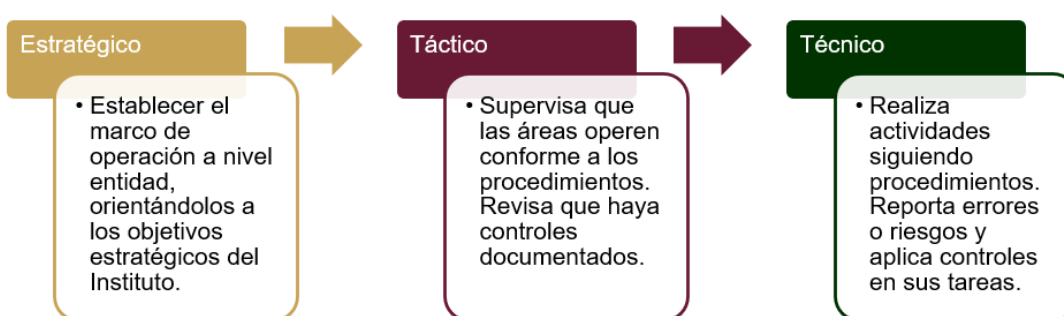 Estratégico
• Establecer el
marco de
operación a nivel
entidad,
orientándolos a
los objetivos
estratégicos del
Instituto.
Táctico
• Supervisa que
las áreas operen
conforme a los
procedimientos.
Revisa que haya
controles
documentados.
Técnico
• Realiza
actividades
siguiendo
procedimientos.
Reporta errores
o riesgos y
aplica controles
en sus tareas.